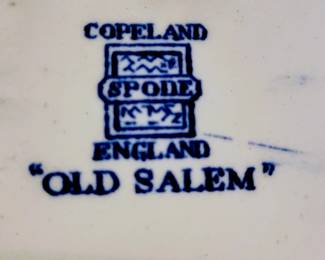 COPELAND
SPODE
ENGLAND
"OLD SALEM"